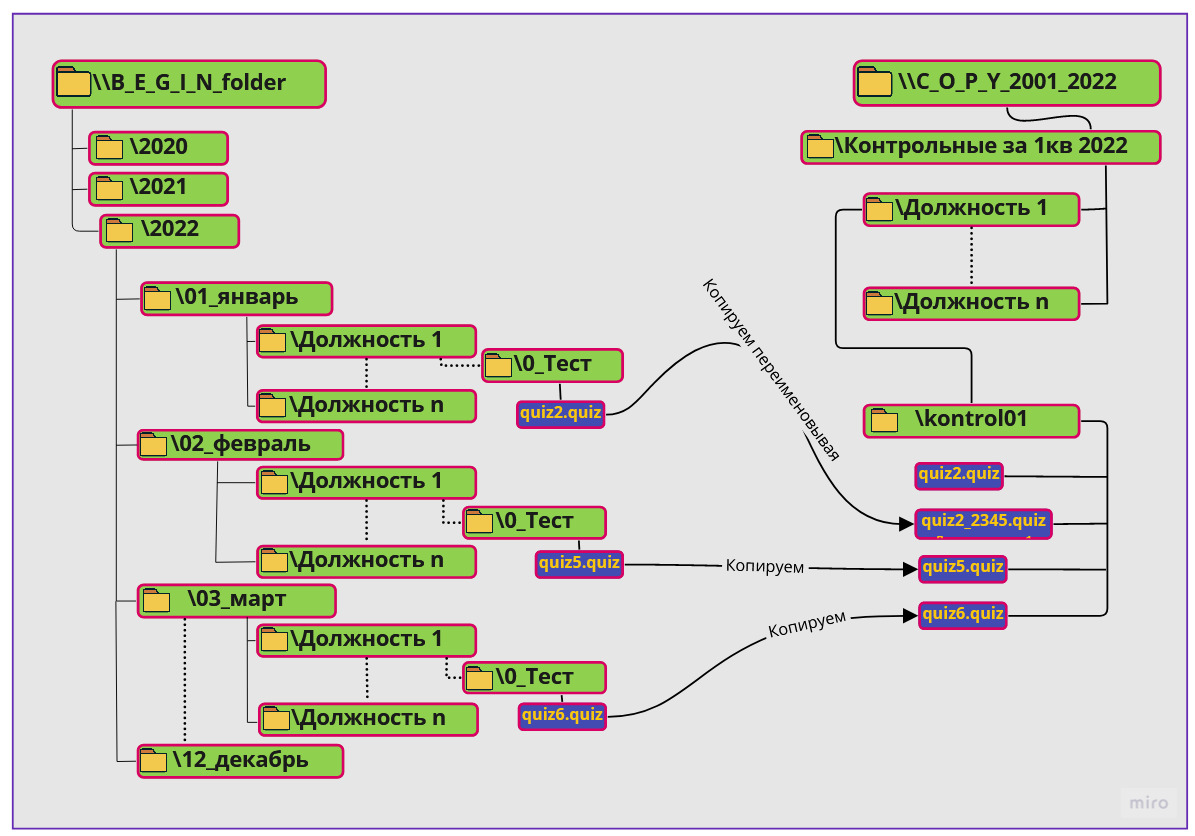 \\B_E_G_I_N_folder
\2020
\2021
\2022
\01_январь
\Должность 1
\0_Тест
quiz2.quiz
\Должность n
\02_февраль
\Должность 1
\0_Тест
quiz5.quiz
\Должность n
\03_март
\Должность 1
\0_Тест
quiz6.quiz
\Должность n
\12_декабрь
Копируем переименовывая
Копируем
Копируем
\\C_O_P_Y_2001_2022
\Контрольные за 1кв 2022
\Должность 1
\Должность n
\kontrol01
quiz2.quiz
quiz2_2345.quiz
quiz5.quiz
quiz6.quiz
miro